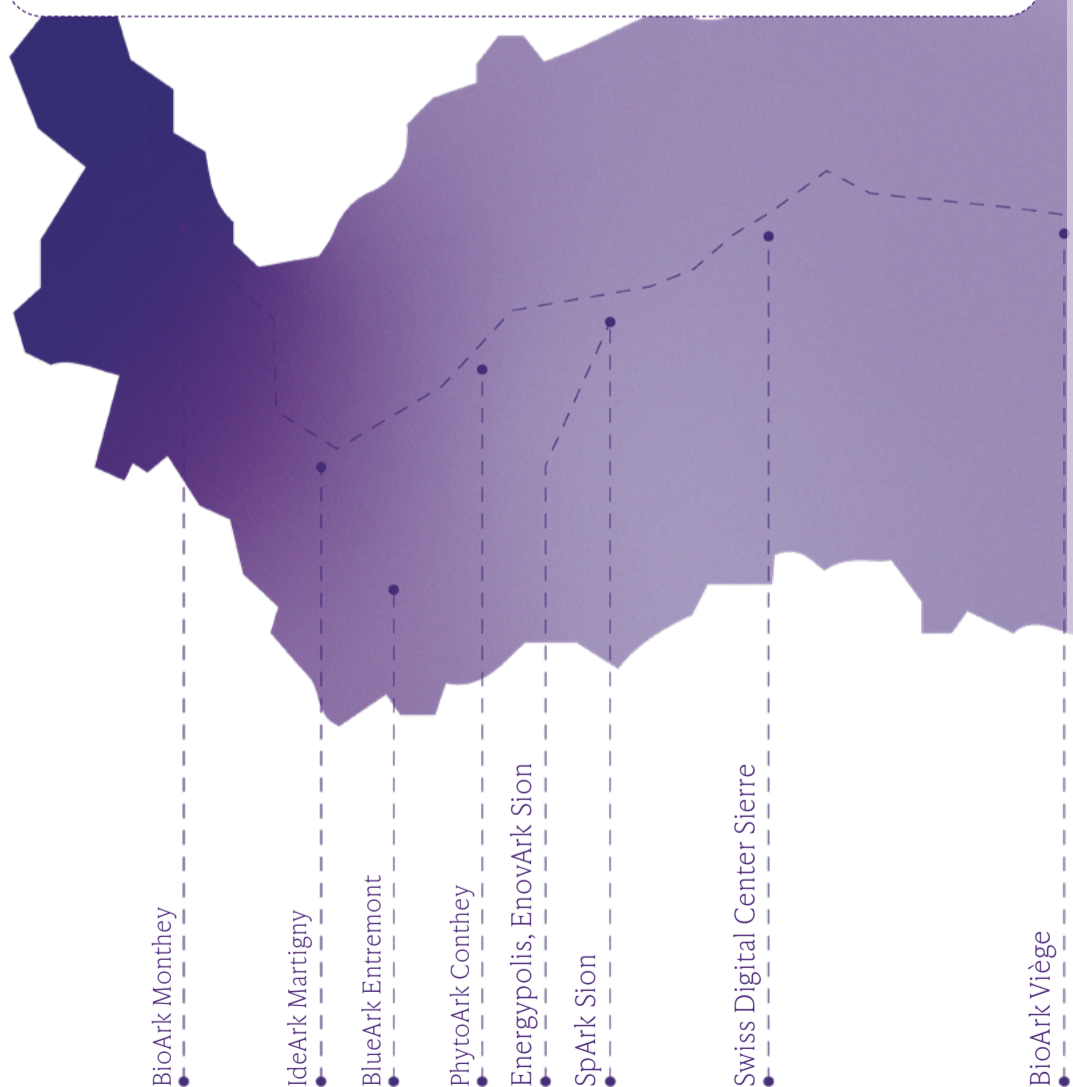 BioArk Monthey
IdeArk Martigny
BlueArk Entremont
PhytoArk Conthey
Energypolis, EnovArk Sion
SpArk Sion
Swiss Digital Center Sierre
BioArk Viège